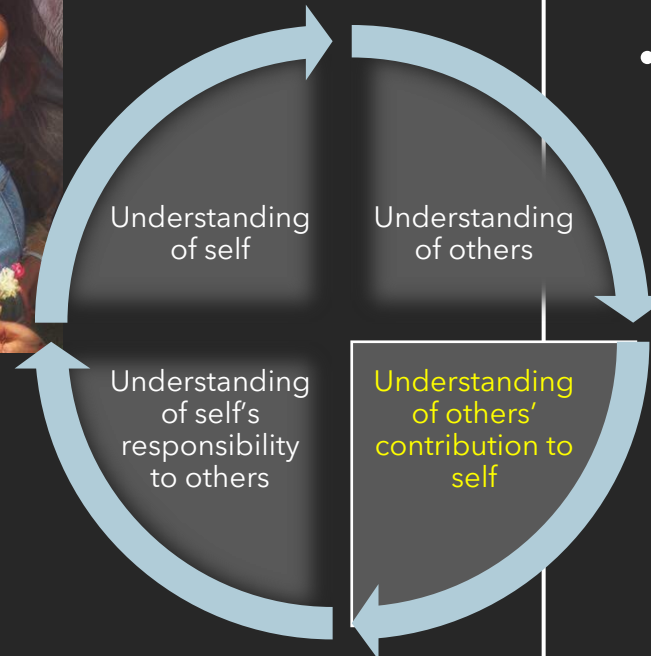 Understanding
of self
Understanding
of others
Understanding
of others’
contribution to
self
Understanding
of self’s
responsibility
to others